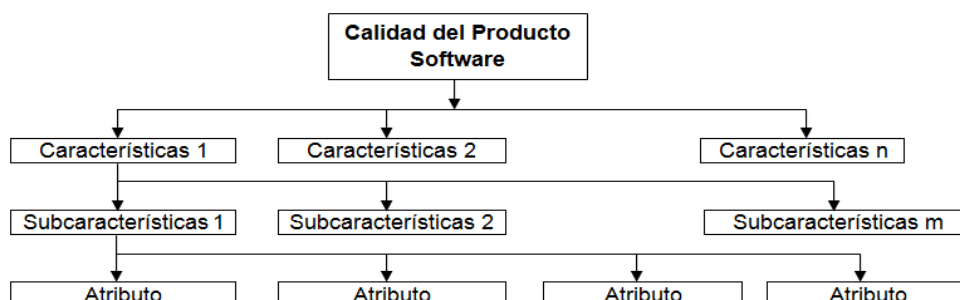 Calidad del Producto
Software
Características 1
Características 2
Características n
Subcaracterísticas 1
Subcaracterísticas 2
Subcaracterísticas m
Atributo
Atributo
Atributo
Atributo